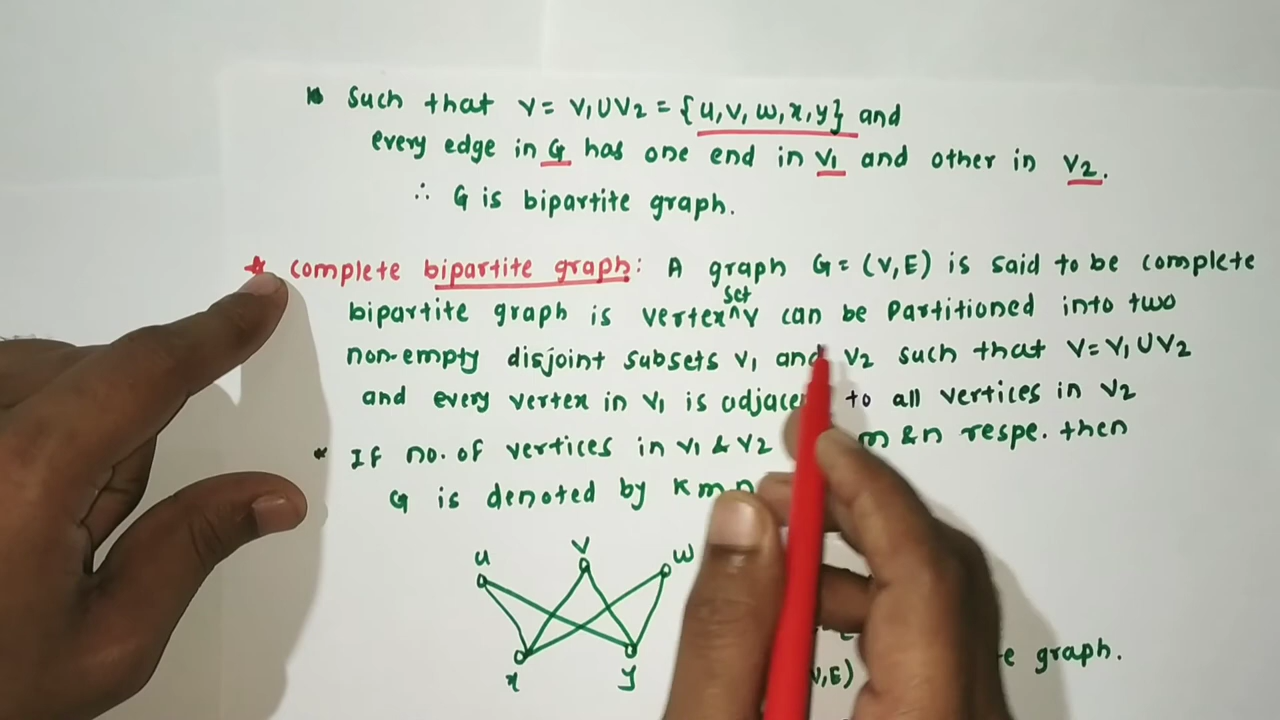 Such that V = V1 U V2 = {u, v, w, x, y} and
every edge in G has one end in V1 and other in V2.
∴ G is bipartite graph.
* Complete bipartite graph: A graph G = (V, E) is said to be complete
set
bipartite graph is vertex ^ V can be Partitioned into two
non-empty disjoint subsets V1 and V2 such that V = V1 U V2
and every vertex in V1 is to all vertices in V2
* If no. of vertices in V1 & V2 m & n respe. then
G is denoted by Km
u v w
x y
graph.
V, E)